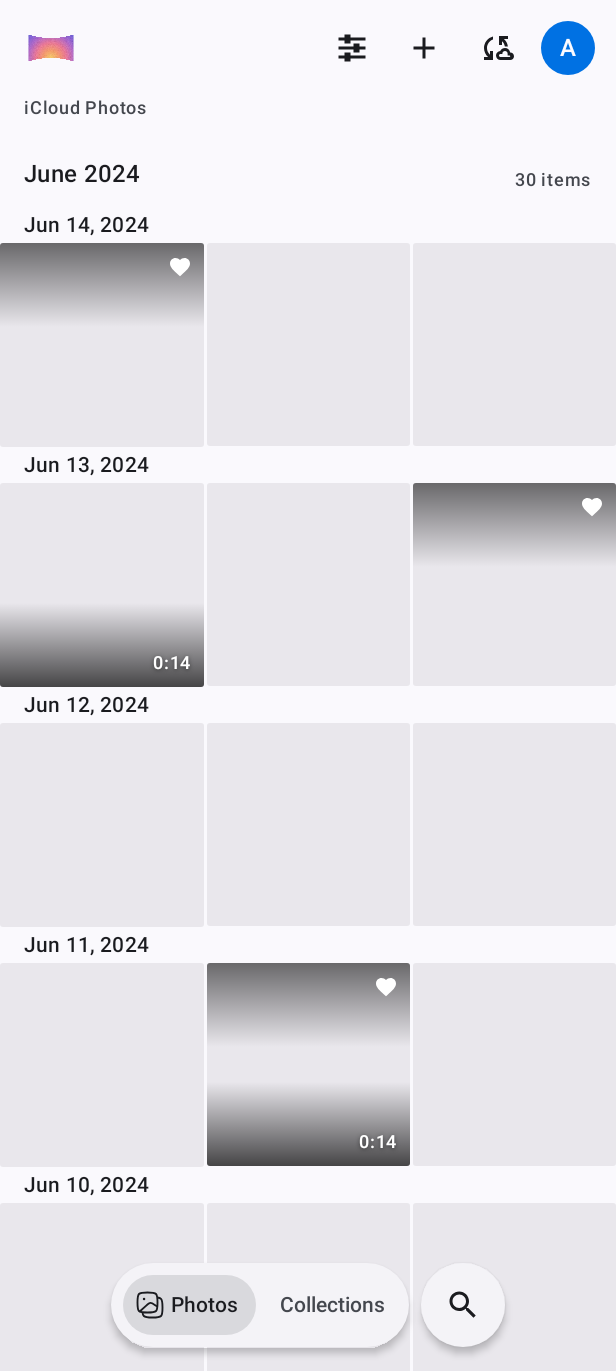 A
iCloud Photos
June 2024
30 items
Jun 14, 2024
Jun 13, 2024
0:14
Jun 12, 2024
Jun 11, 2024
0:14
Jun 10, 2024
Photos
Collections